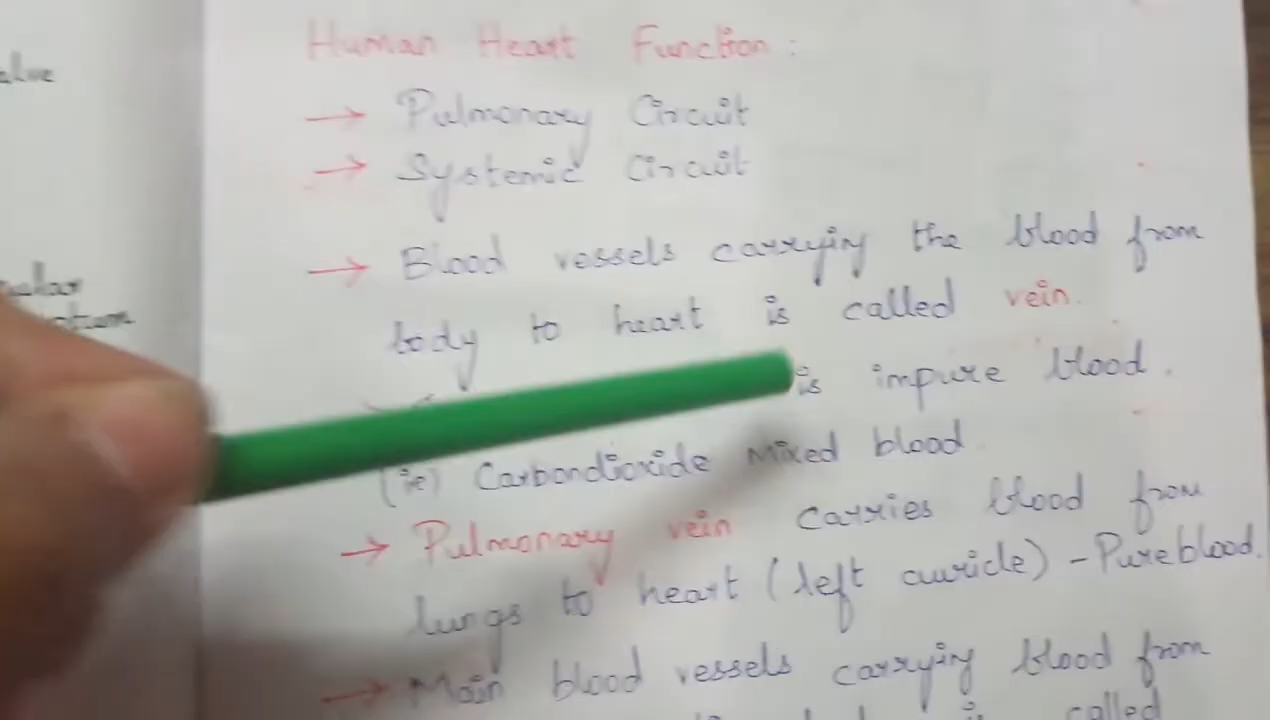 Human Heart Function :
→ Pulmonary Circuit
→ Systemic Circuit
→ Blood vessels carrying the blood from
body to heart is called vein.
is impure blood.
(ie) Carbondioxide Mixed blood.
→ Pulmonary vein carries blood from
lungs to heart (left auricle) - Pure blood.
→ Main blood vessels carrying blood from
called